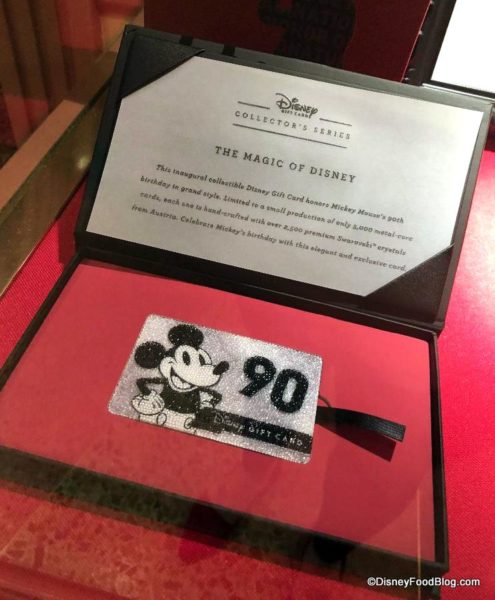 Disney
GIFT CARD
COLLECTOR'S SERIES
THE MAGIC OF DISNEY
This inaugural collectible Disney Gift Card honors Mickey Mouse's 90th
birthday in grand style. Limited to a small production of only 5,000 metal-core
cards, each one is hand-crafted with over 2,500 premium Swarovski® crystals
from Austria. Celebrate Mickey's birthday with this elegant and exclusive card.
90
Disney GIFT CARD
©DisneyFoodBlog.com